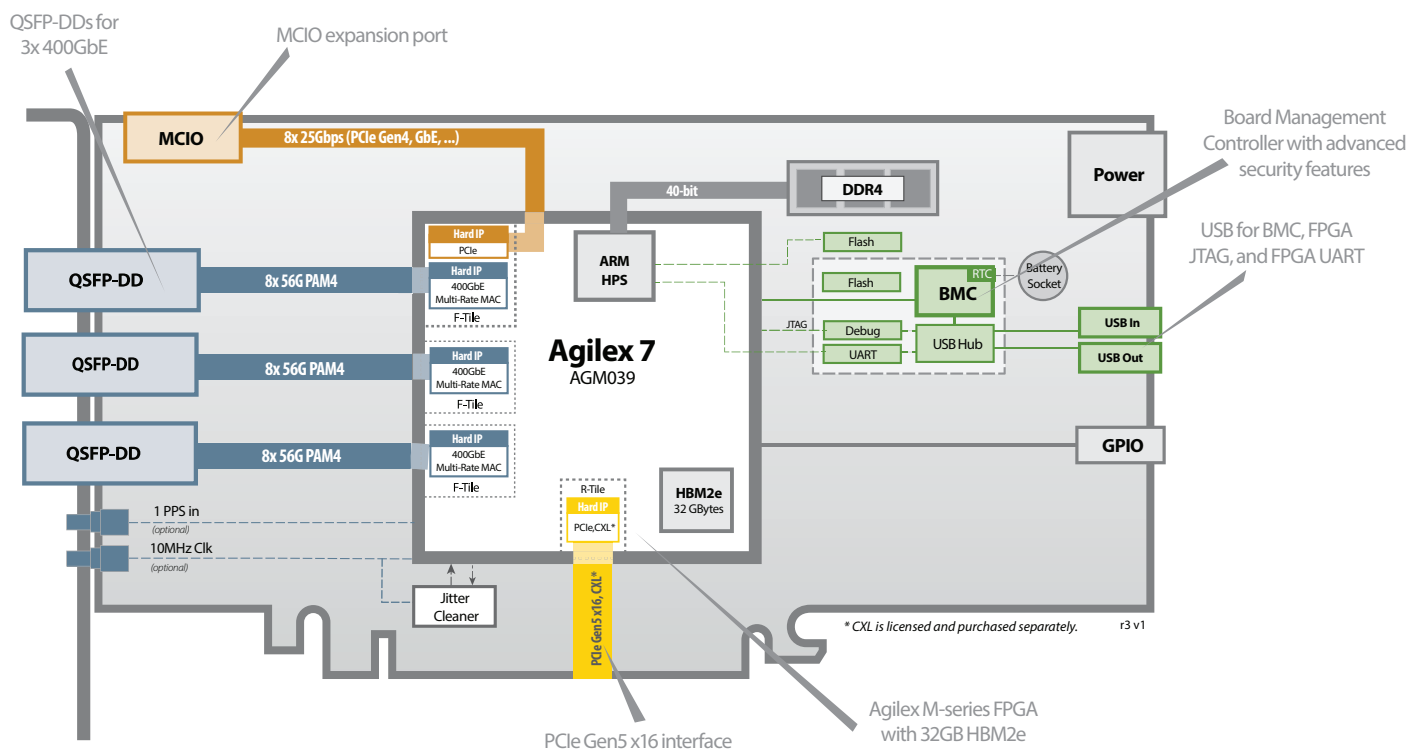 QSFP-DDs for
3x 400GbE
MCIO expansion port
Board Management
Controller with advanced
security features
MCIO
8x 25Gbps (PCIe Gen4, GbE, ...)
Power
40-bit
DDR4
USB for BMC, FPGA
JTAG, and FPGA UART
Hard IP
PCIe
ARM
HPS
Flash
QSFP-DD
8x 56G PAM4
Hard IP
400GbE
Multi-Rate MAC
F-Tile
Flash
RTC
BMC
Battery
Socket
JTAG
Debug
UART
USB Hub
USB In
USB Out
Agilex 7
AGM039
QSFP-DD
8x 56G PAM4
Hard IP
400GbE
Multi-Rate MAC
F-Tile
QSFP-DD
8x 56G PAM4
Hard IP
400GbE
Multi-Rate MAC
F-Tile
GPIO
R-Tile
Hard IP
PCIe,CXL*
HBM2e
32 GBytes
1 PPS in
(optional)
10MHz Clk
(optional)
Jitter
Cleaner
PCIe Gen5 x16, CXL*
* CXL is licensed and purchased separately.
r3 v1
Agilex M-series FPGA
with 32GB HBM2e
PCIe Gen5 x16 interface